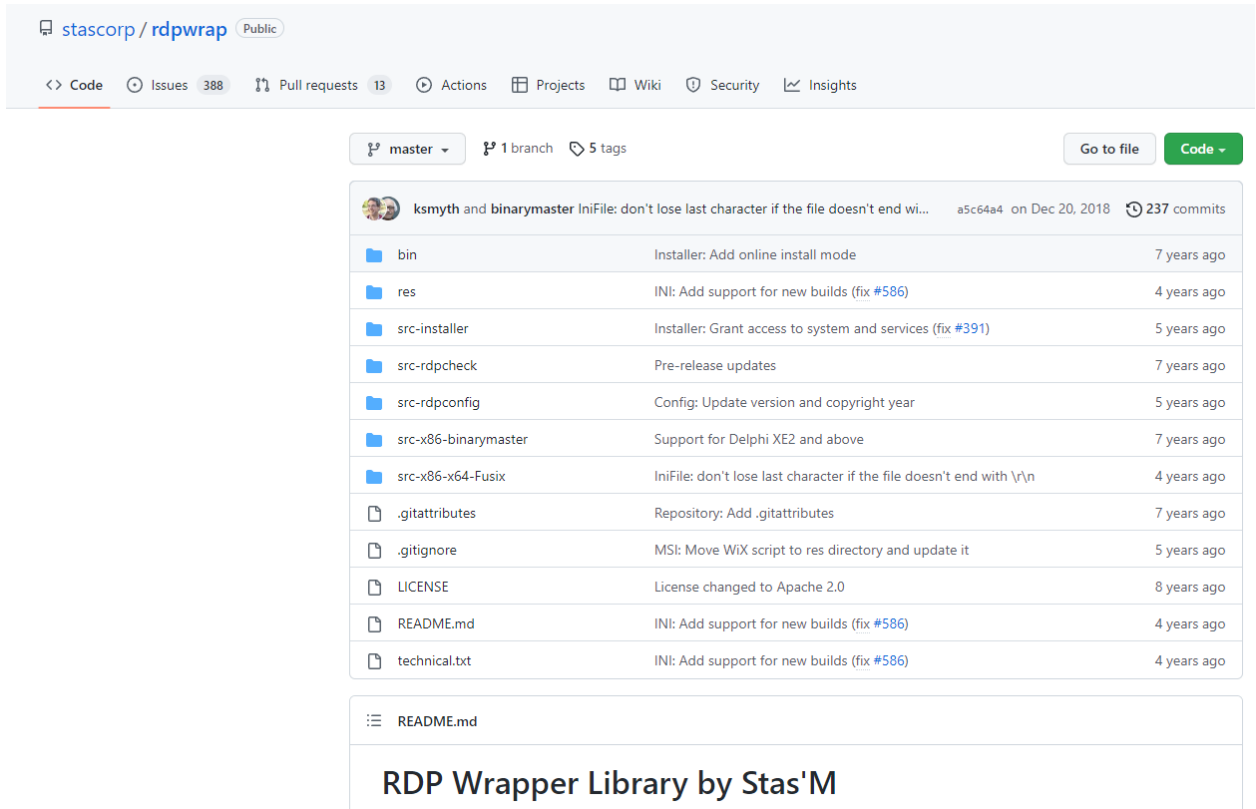 stascorp / rdpwrap Public
Code Issues 388 Pull requests 13 Actions Projects Wiki Security Insights
master 1 branch 5 tags Go to file Code
ksmyth and binarymaster IniFile: don't lose last character if the file doesn't end wi... a5c64a4 on Dec 20, 2018 237 commits
bin Installer: Add online install mode 7 years ago
res INI: Add support for new builds (fix #586) 4 years ago
src-installer Installer: Grant access to system and services (fix #391) 5 years ago
src-rdpcheck Pre-release updates 7 years ago
src-rdpconfig Config: Update version and copyright year 5 years ago
src-x86-binarymaster Support for Delphi XE2 and above 7 years ago
src-x86-x64-Fusix IniFile: don't lose last character if the file doesn't end with \r\n 4 years ago
.gitattributes Repository: Add .gitattributes 7 years ago
.gitignore MSI: Move WiX script to res directory and update it 5 years ago
LICENSE License changed to Apache 2.0 8 years ago
README.md INI: Add support for new builds (fix #586) 4 years ago
technical.txt INI: Add support for new builds (fix #586) 4 years ago
README.md
RDP Wrapper Library by Stas'M